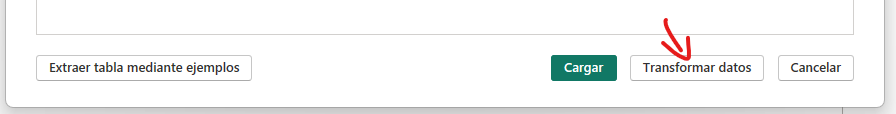 Extraer tabla mediante ejemplos
Cargar
Transformar datos
Cancelar